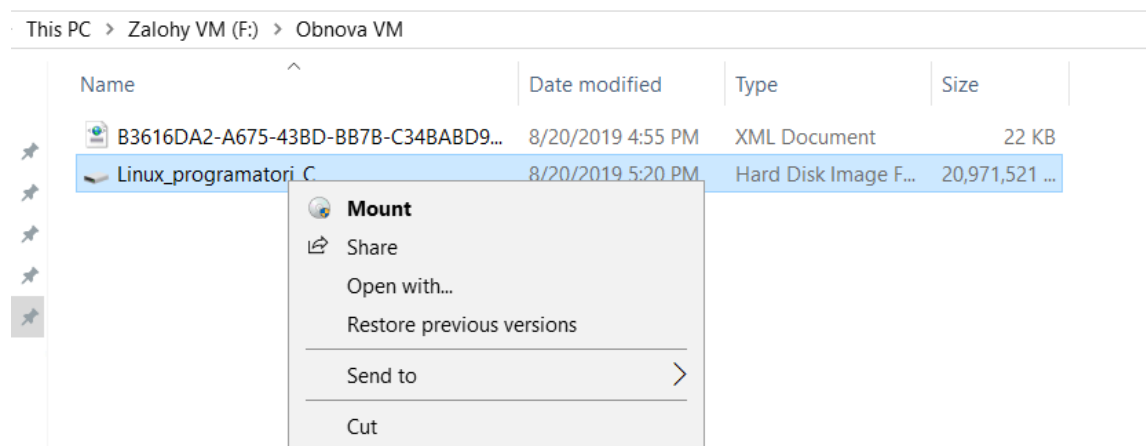 This PC > Zalohy VM (F:) > Obnova VM
Name Date modified Type Size
B3616DA2-A675-43BD-BB7B-C34BABD9... 8/20/2019 4:55 PM XML Document 22 KB
Linux_programatori_C 8/20/2019 5:20 PM Hard Disk Image F... 20,971,521 ...
Mount
Share
Open with...
Restore previous versions
Send to >
Cut